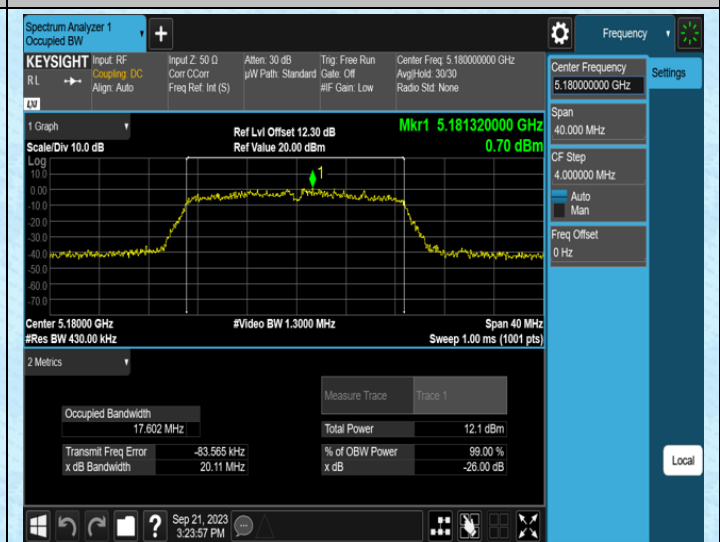 Spectrum Analyzer 1
Occupied BW
Frequency
KEYSIGHT
R L
LXI
Input: RF
Coupling: DC
Align: Auto
Input Z: 50 Ω
Corr CCorr
Freq Ref: Int (S)
Atten: 30 dB
µW Path: Standard
Trig: Free Run
Gate: Off
#IF Gain: Low
Center Freq: 5.180000000 GHz
Avg|Hold: 30/30
Radio Std: None
Center Frequency
5.180000000 GHz
Settings
Span
40.000 MHz
CF Step
4.000000 MHz
Auto
Man
Freq Offset
0 Hz
Local
1 Graph
Scale/Div 10.0 dB
Ref Lvl Offset 12.30 dB
Ref Value 20.00 dBm
Mkr1 5.181320000 GHz
0.70 dBm
Log
10.0
0.00
-10.0
-20.0
-30.0
-40.0
-50.0
-60.0
-70.0
1
Center 5.18000 GHz
#Res BW 430.00 kHz
#Video BW 1.3000 MHz
Span 40 MHz
Sweep 1.00 ms (1001 pts)
2 Metrics
Measure Trace
Trace 1
Occupied Bandwidth
17.602 MHz
Total Power 12.1 dBm
Transmit Freq Error -83.565 kHz
% of OBW Power 99.00 %
x dB Bandwidth 20.11 MHz
x dB -26.00 dB
?
Sep 21, 2023
3:23:57 PM